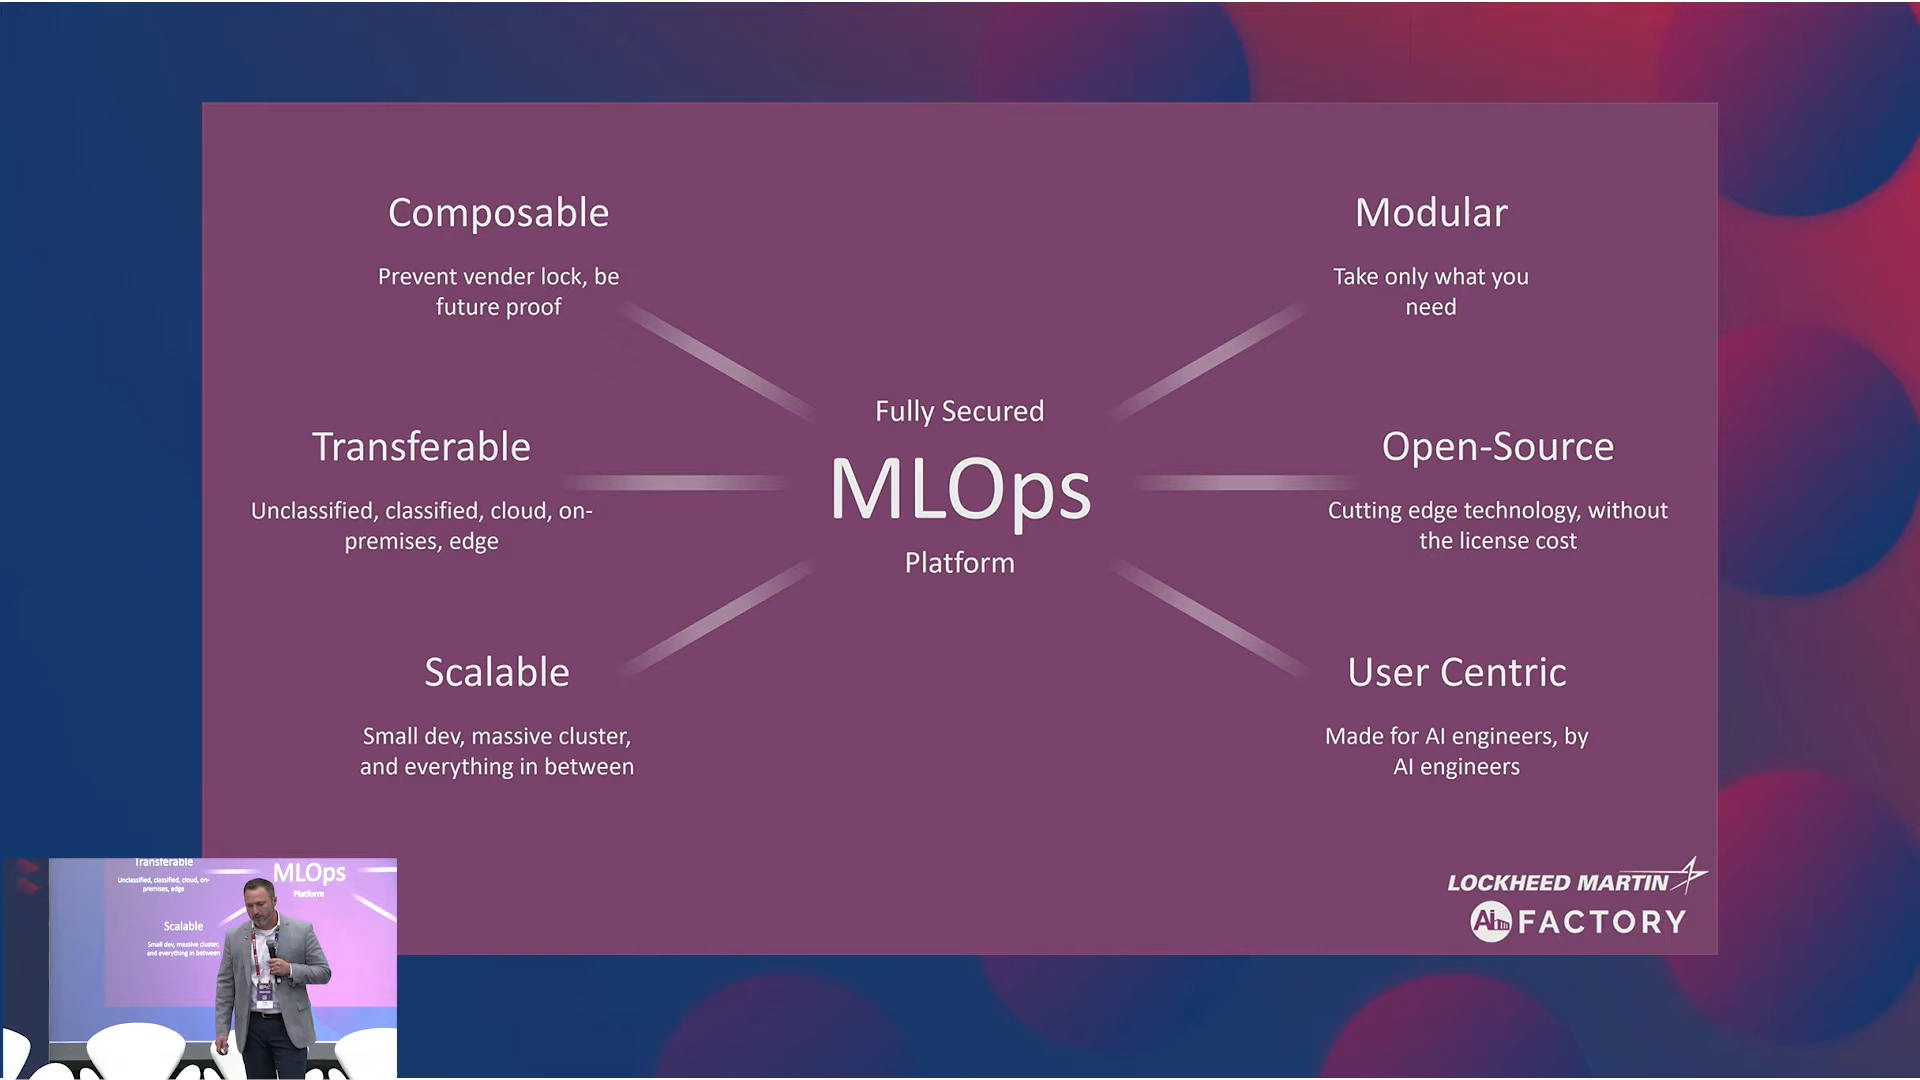 Composable
Prevent vender lock, be
future proof
Modular
Take only what you
need
Fully Secured
MLOps
Platform
Transferable
Unclassified, classified, cloud, on-
premises, edge
Open-Source
Cutting edge technology, without
the license cost
Scalable
Small dev, massive cluster,
and everything in between
User Centric
Made for AI engineers, by
AI engineers
LOCKHEED MARTIN
Ai FACTORY
Transferable
Unclassified, classified, cloud, on-
premises, edge
MLOps
Platform
Scalable
Small dev, massive cluster,
and everything in between